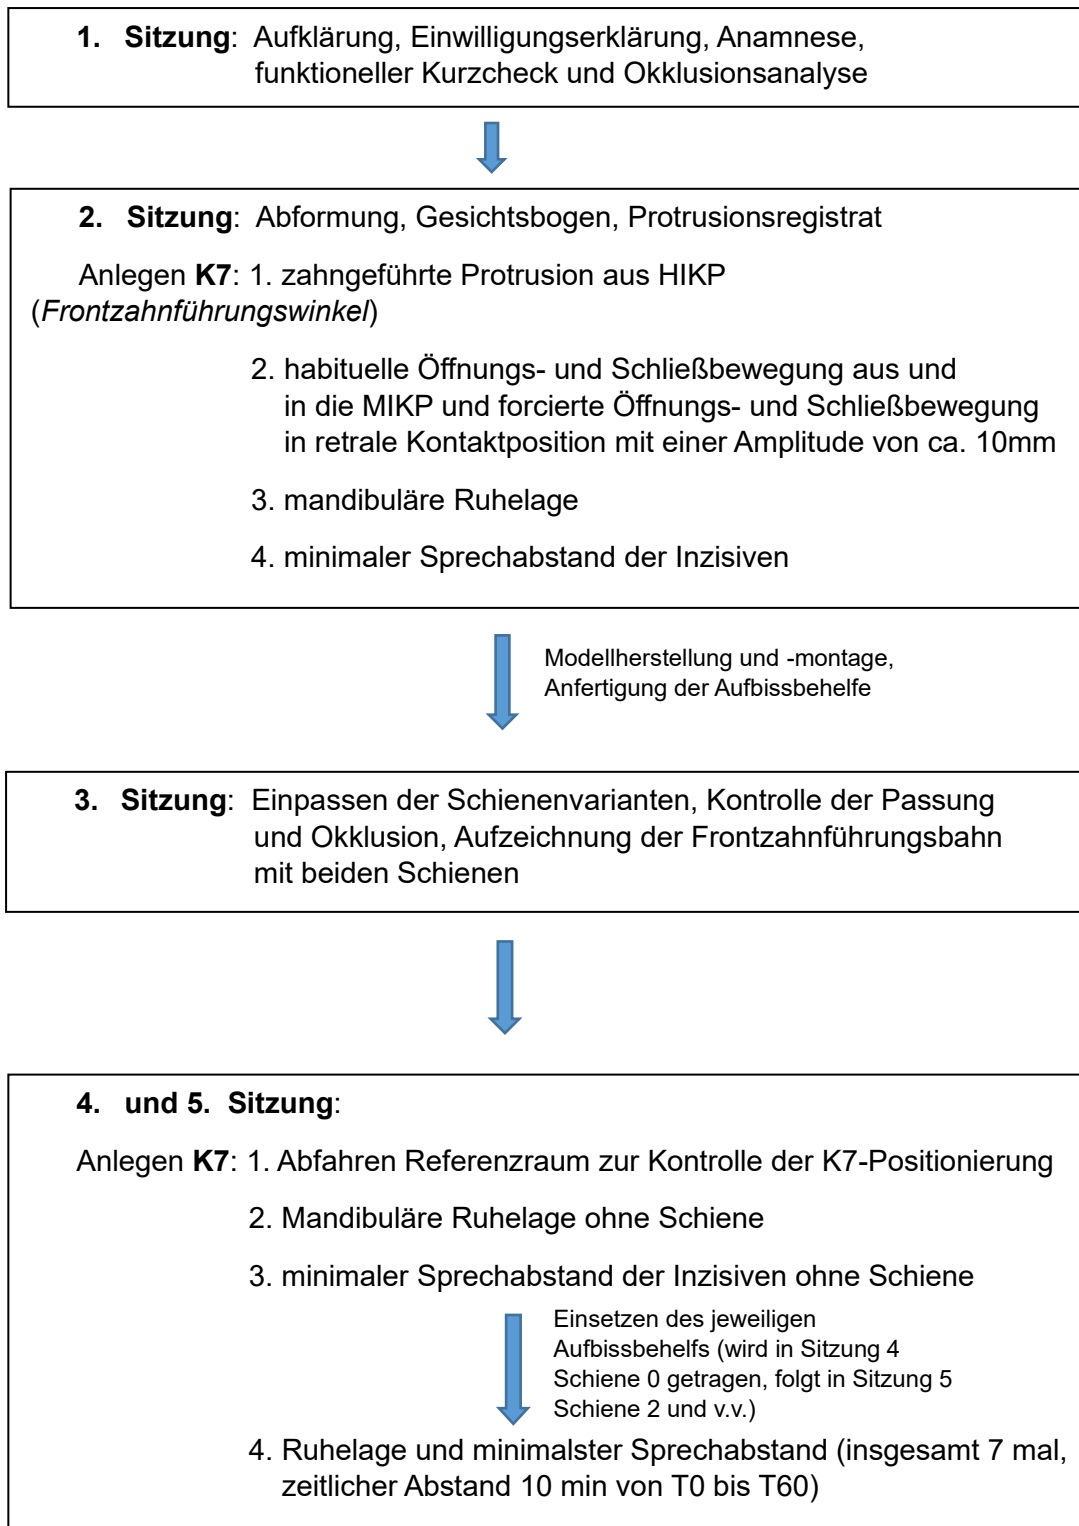 1. Sitzung: Aufklärung, Einwilligungserklärung, Anamnese,
funktioneller Kurzcheck und Okklusionsanalyse
2. Sitzung: Abformung, Gesichtsbogen, Protrusionsregistrat
Anlegen K7: 1. zahngeführte Protrusion aus HIKP
(Frontzahnführungswinkel)
2. habituelle Öffnungs- und Schließbewegung aus und
in die MIKP und forcierte Öffnungs- und Schließbewegung
in retrale Kontaktposition mit einer Amplitude von ca. 10mm
3. mandibuläre Ruhelage
4. minimaler Sprechabstand der Inzisiven
Modellherstellung und -montage,
Anfertigung der Aufbissbehelfe
3. Sitzung: Einpassen der Schienenvarianten, Kontrolle der Passung
und Okklusion, Aufzeichnung der Frontzahnführungsbahn
mit beiden Schienen
4. und 5. Sitzung:
Anlegen K7: 1. Abfahren Referenzraum zur Kontrolle der K7-Positionierung
2. Mandibuläre Ruhelage ohne Schiene
3. minimaler Sprechabstand der Inzisiven ohne Schiene
Einsetzen des jeweiligen
Aufbissbehelfs (wird in Sitzung 4
Schiene 0 getragen, folgt in Sitzung 5
Schiene 2 und v.v.)
4. Ruhelage und minimalster Sprechabstand (insgesamt 7 mal,
zeitlicher Abstand 10 min von T0 bis T60)